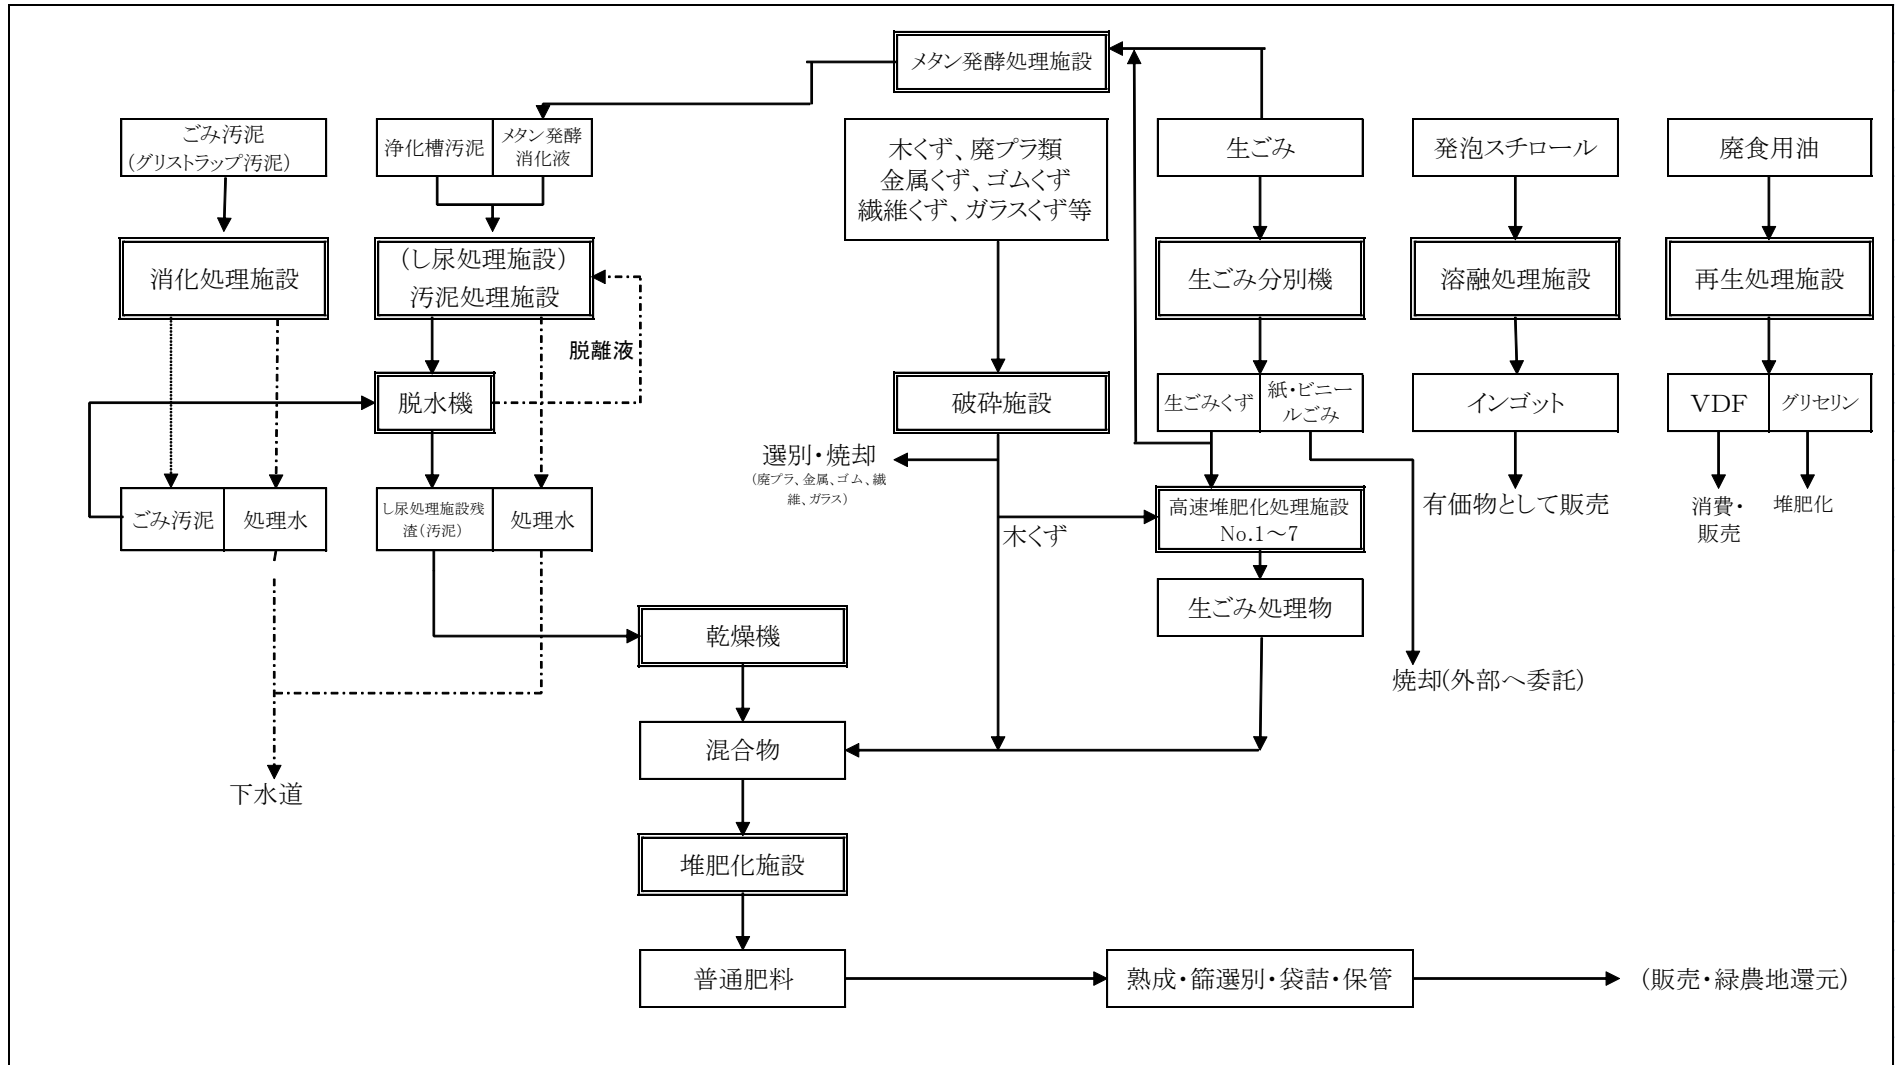 メタン発酵処理施設
ごみ汚泥
(グリストラップ汚泥)
浄化槽汚泥
メタン発酵
消化液
木くず、廃プラ類
金属くず、ゴムくず
繊維くず、ガラスくず等
生ごみ
発泡スチロール
廃食用油
消化処理施設
(し尿処理施設)
汚泥処理施設
生ごみ分別機
溶融処理施設
再生処理施設
脱離液
脱水機
破砕施設
生ごみくず
紙・ビニー
ルごみ
インゴット
VDF
グリセリン
選別・焼却
(廃プラ、金属、ゴム、繊
維、ガラス)
ごみ汚泥
処理水
し尿処理施設残
渣(汚泥)
処理水
木くず
高速堆肥化処理施設
No.1～7
有価物として販売
消費・
販売
堆肥化
生ごみ処理物
乾燥機
焼却(外部へ委託)
混合物
下水道
堆肥化施設
普通肥料
熟成・篩選別・袋詰・保管
(販売・緑農地還元)